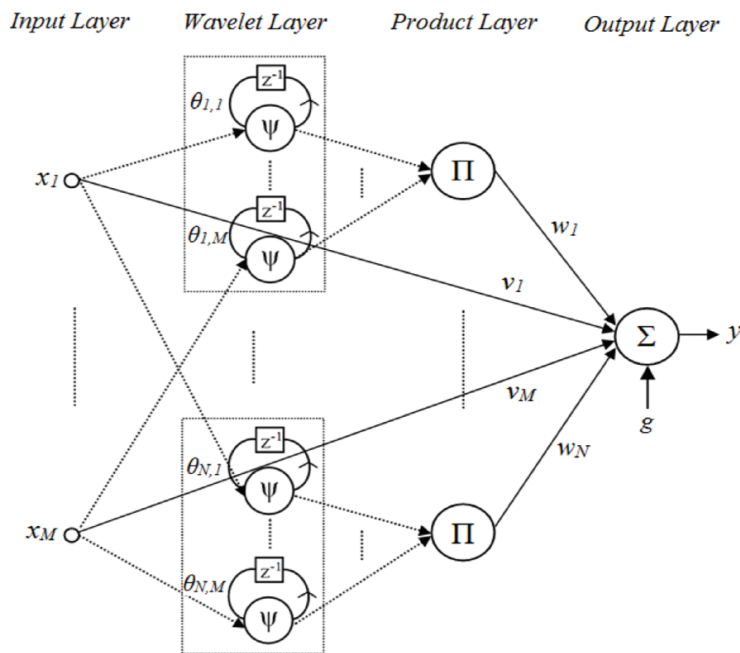 Input Layer Wavelet Layer Product Layer Output Layer
z⁻¹
θ1,1
Ψ
Π
x1
z⁻¹
θ1,M
Ψ
w1
v1
Σ
y
vM
g
z⁻¹
θN,1
Ψ
wN
xM
Π
z⁻¹
θN,M
Ψ